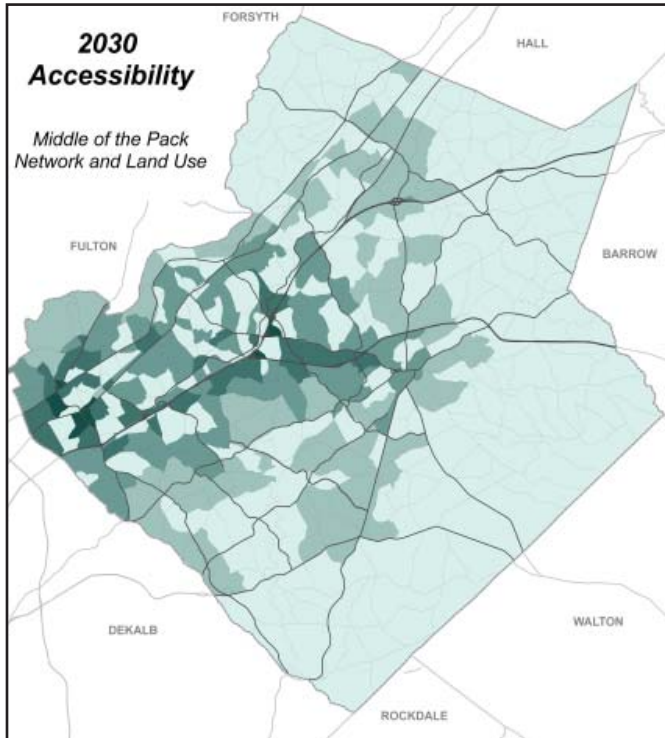 FORSYTH
2030
Accessibility
HALL
Middle of the Pack
Network and Land Use
FULTON
BARROW
DEKALB
WALTON
ROCKDALE